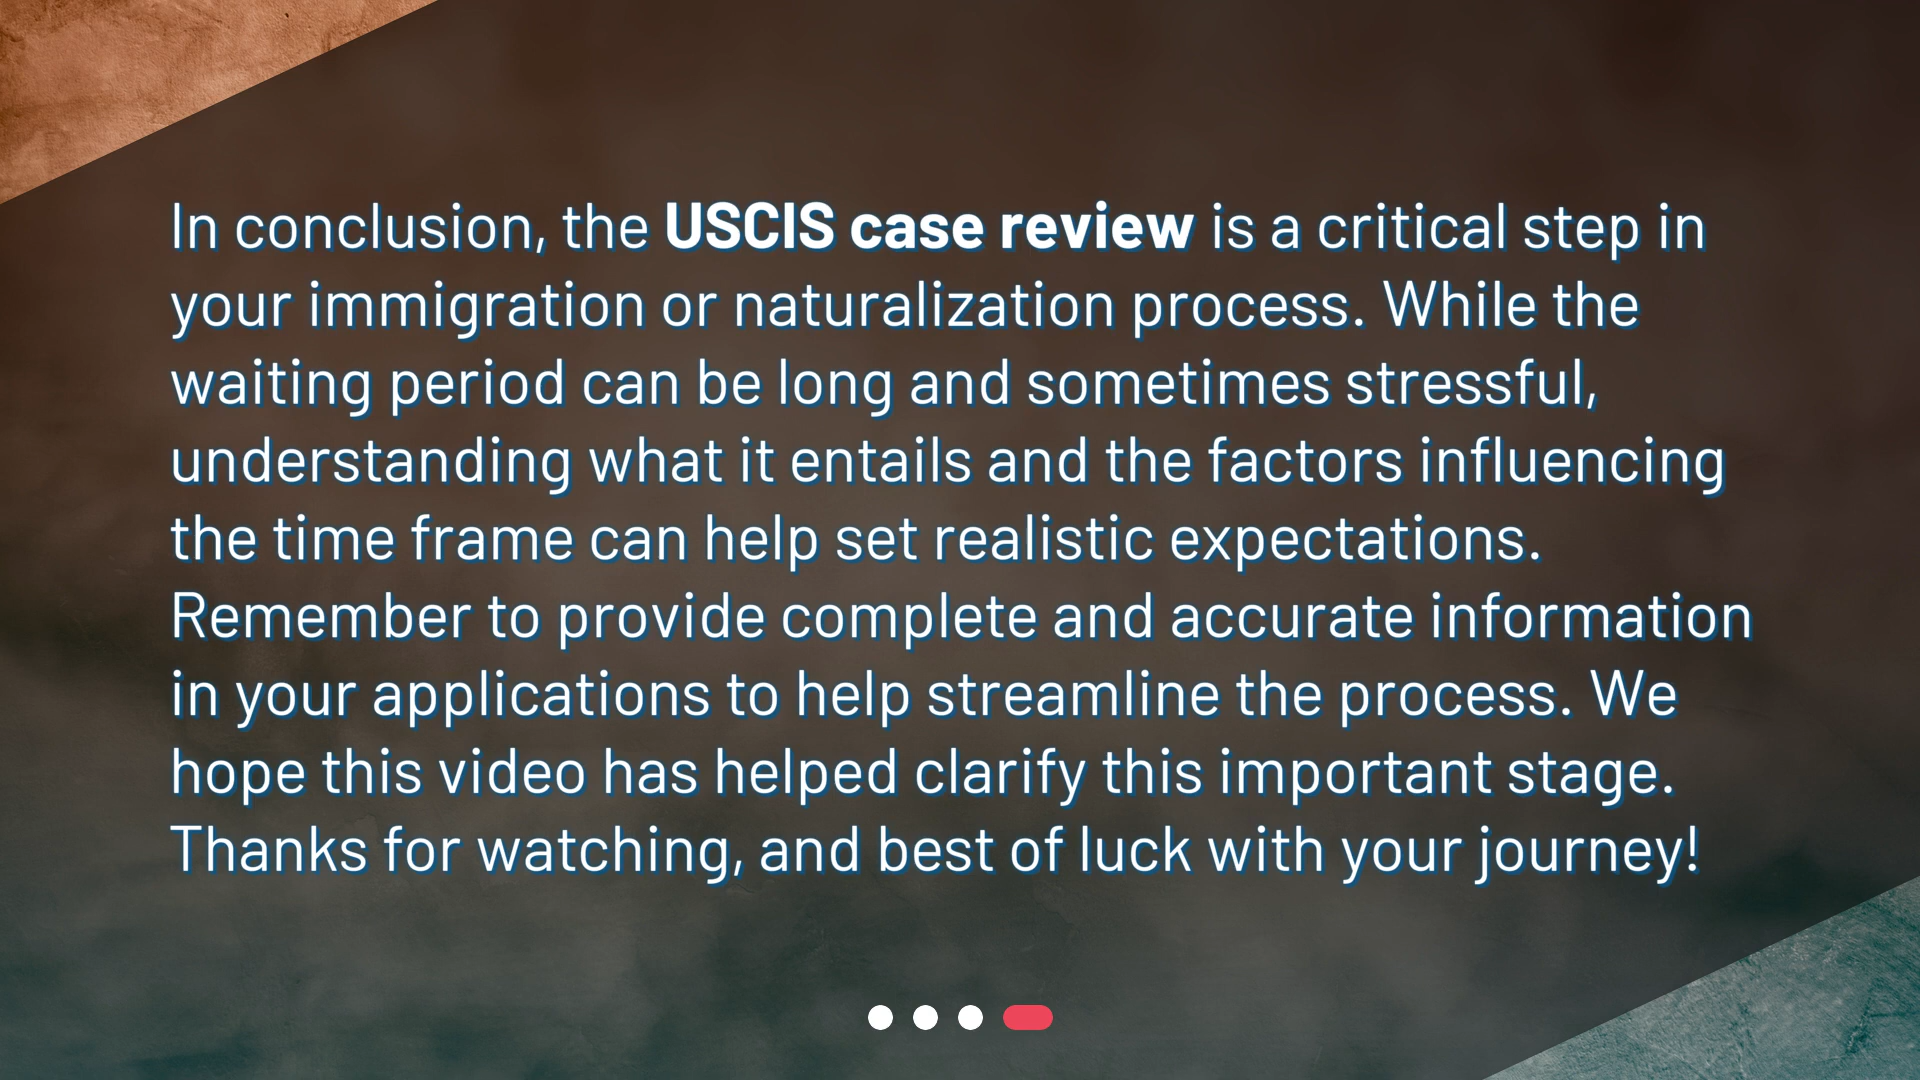 In conclusion, the USCIS case review is a critical step in
your immigration or naturalization process. While the
waiting period can be long and sometimes stressful,
understanding what it entails and the factors influencing
the time frame can help set realistic expectations.
Remember to provide complete and accurate information
in your applications to help streamline the process. We
hope this video has helped clarify this important stage.
Thanks for watching, and best of luck with your journey!